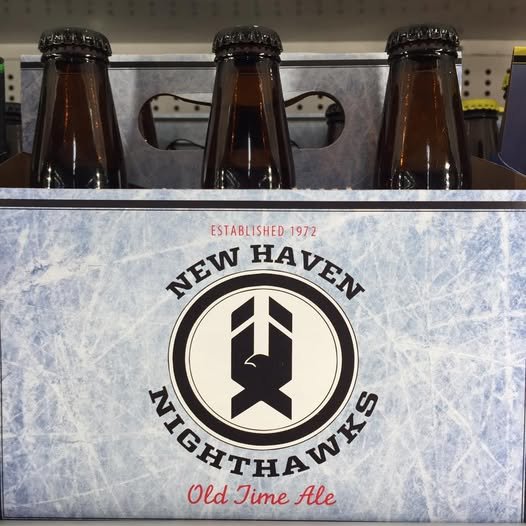 ESTABLISHED 1972
NEW HAVEN
NIGHTHAWKS
Old Time Ale